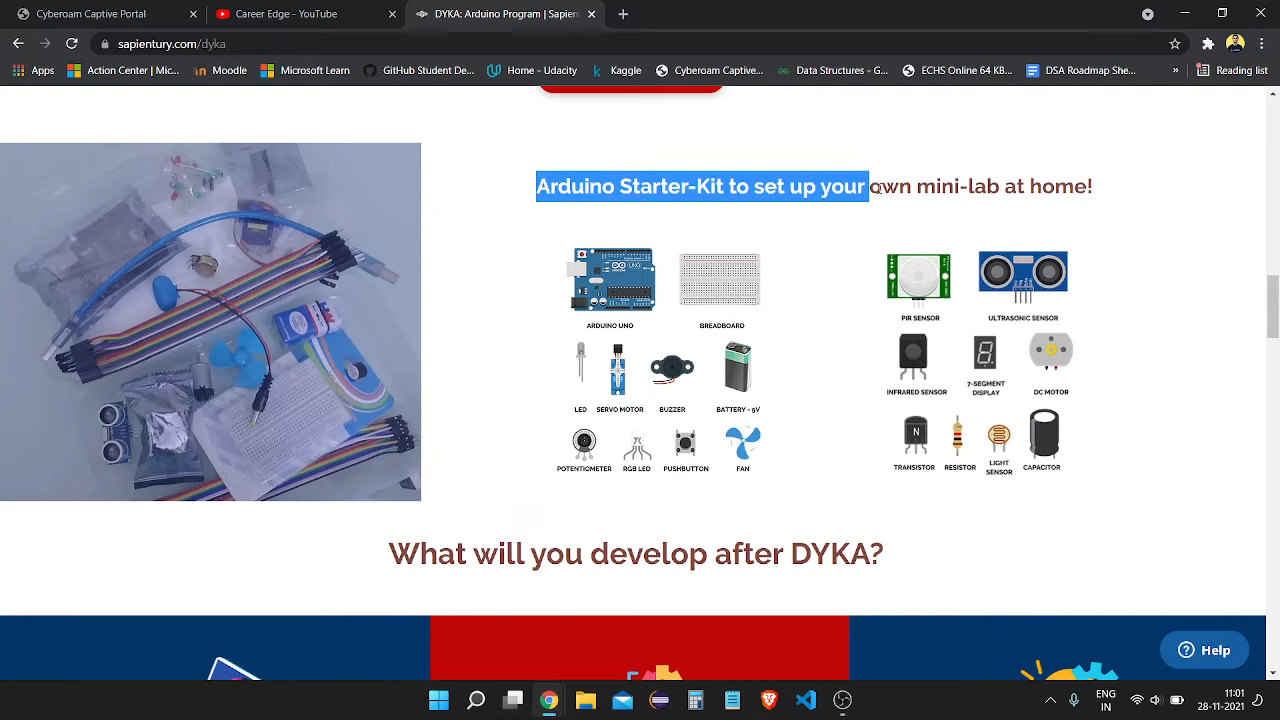 Cyberoam Captive Portal
Career Edge - YouTube
DYKA: Arduino Program | Sapient
sapientury.com/dyka
Apps
Action Center | Mic...
Moodle
Microsoft Learn
GitHub Student De...
Home - Udacity
Kaggle
Cyberoam Captive...
Data Structures - G...
ECHS Online 64 KB...
DSA Roadmap She...
»
Reading list
Arduino Starter-Kit to set up your own mini-lab at home!
ARDUINO UNO
BREADBOARD
PIR SENSOR
ULTRASONIC SENSOR
LED
SERVO MOTOR
BUZZER
BATTERY - 9V
INFRARED SENSOR
7-SEGMENT
DISPLAY
DC MOTOR
POTENTIOMETER
RGB LED
PUSHBUTTON
FAN
N
TRANSISTOR
RESISTOR
LIGHT
SENSOR
CAPACITOR
What will you develop after DYKA?
Help
ENG
IN
11:01
28-11-2021